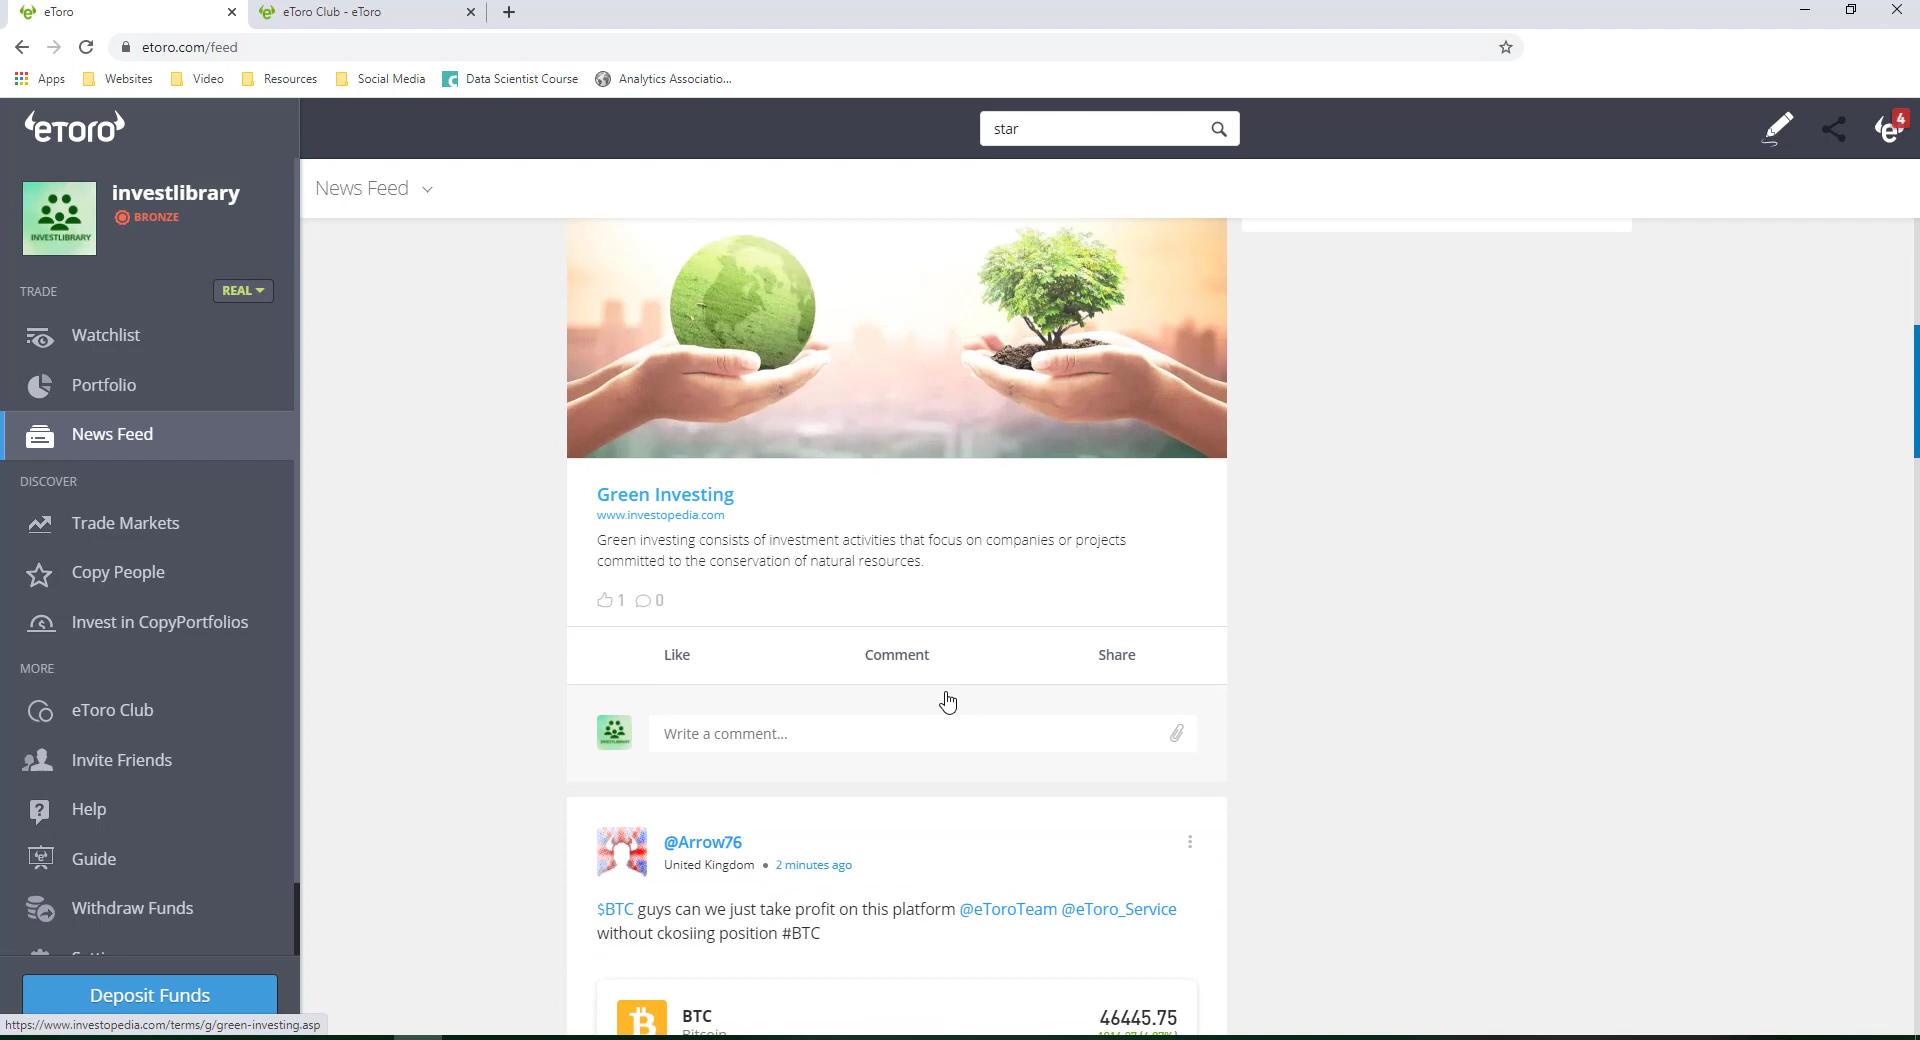 eToro
eToro Club - eToro
etoro.com/feed
Apps
Websites
Video
Resources
Social Media
Data Scientist Course
Analytics Associatio...
eToro
star
4
investlibrary
BRONZE
INVESTLIBRARY
News Feed
TRADE
REAL
Watchlist
Portfolio
News Feed
DISCOVER
Trade Markets
Copy People
Invest in CopyPortfolios
MORE
eToro Club
Invite Friends
Help
Guide
Withdraw Funds
Deposit Funds
https://www.investopedia.com/terms/g/green-investing.asp
Green Investing
www.investopedia.com
Green investing consists of investment activities that focus on companies or projects
committed to the conservation of natural resources.
1 0
Like Comment Share
Write a comment...
@Arrow76
United Kingdom • 2 minutes ago
$BTC guys can we just take profit on this platform @eToroTeam @eToro_Service
without ckosiing position #BTC
BTC 46445.75
Bitcoin